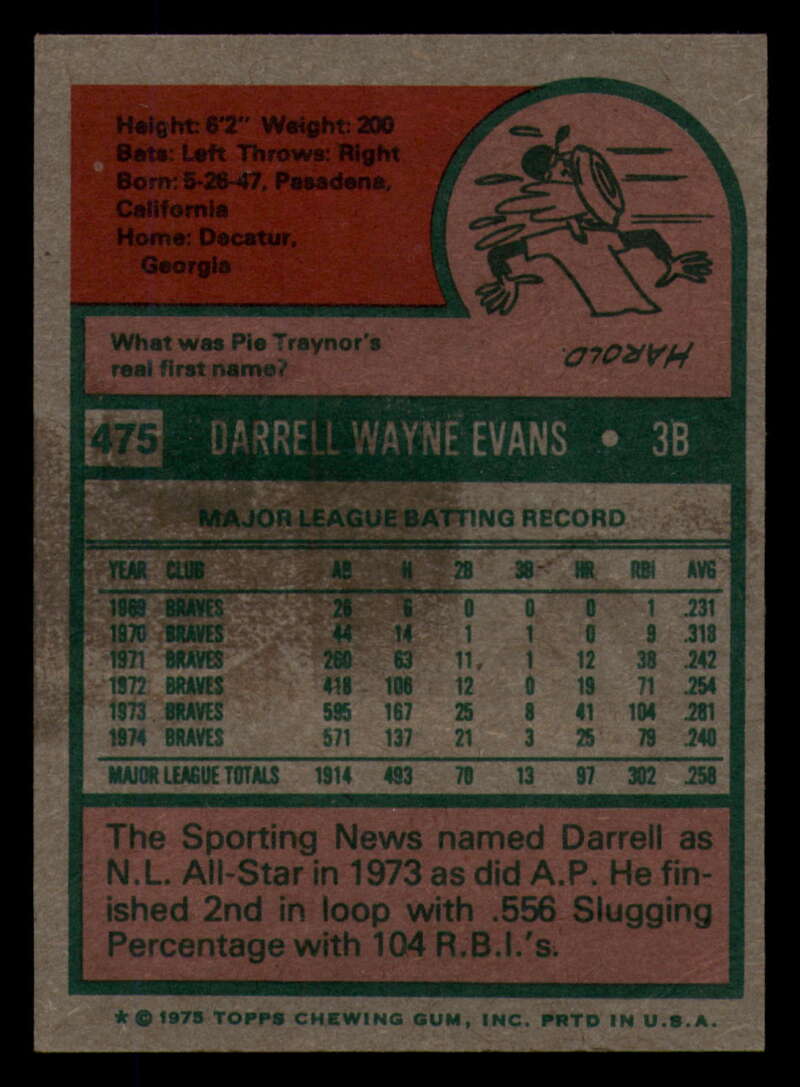 Height: 6'2" Weight: 200
Bats: Left Throws: Right
Born: 5-26-47, Pasadena,
California
Home: Decatur,
Georgia
What was Pie Traynor's
real first name?
HAROLD.
475 DARRELL WAYNE EVANS • 3B
MAJOR LEAGUE BATTING RECORD
YEAR CLUB AB H 2B 3B HR RBI AVG
1969 BRAVES 26 6 0 0 0 1 .231
1970 BRAVES 44 14 1 1 0 9 .318
1971 BRAVES 260 63 11 1 12 38 .242
1972 BRAVES 418 106 12 0 19 71 .254
1973 BRAVES 595 167 25 8 41 104 .281
1974 BRAVES 571 137 21 3 25 79 .240
MAJOR LEAGUE TOTALS 1914 493 70 13 97 302 .258
The Sporting News named Darrell as
N.L. All-Star in 1973 as did A.P. He fin-
ished 2nd in loop with .556 Slugging
Percentage with 104 R.B.I.'s.
* © 1975 TOPPS CHEWING GUM, INC. PRTD IN U.S.A.